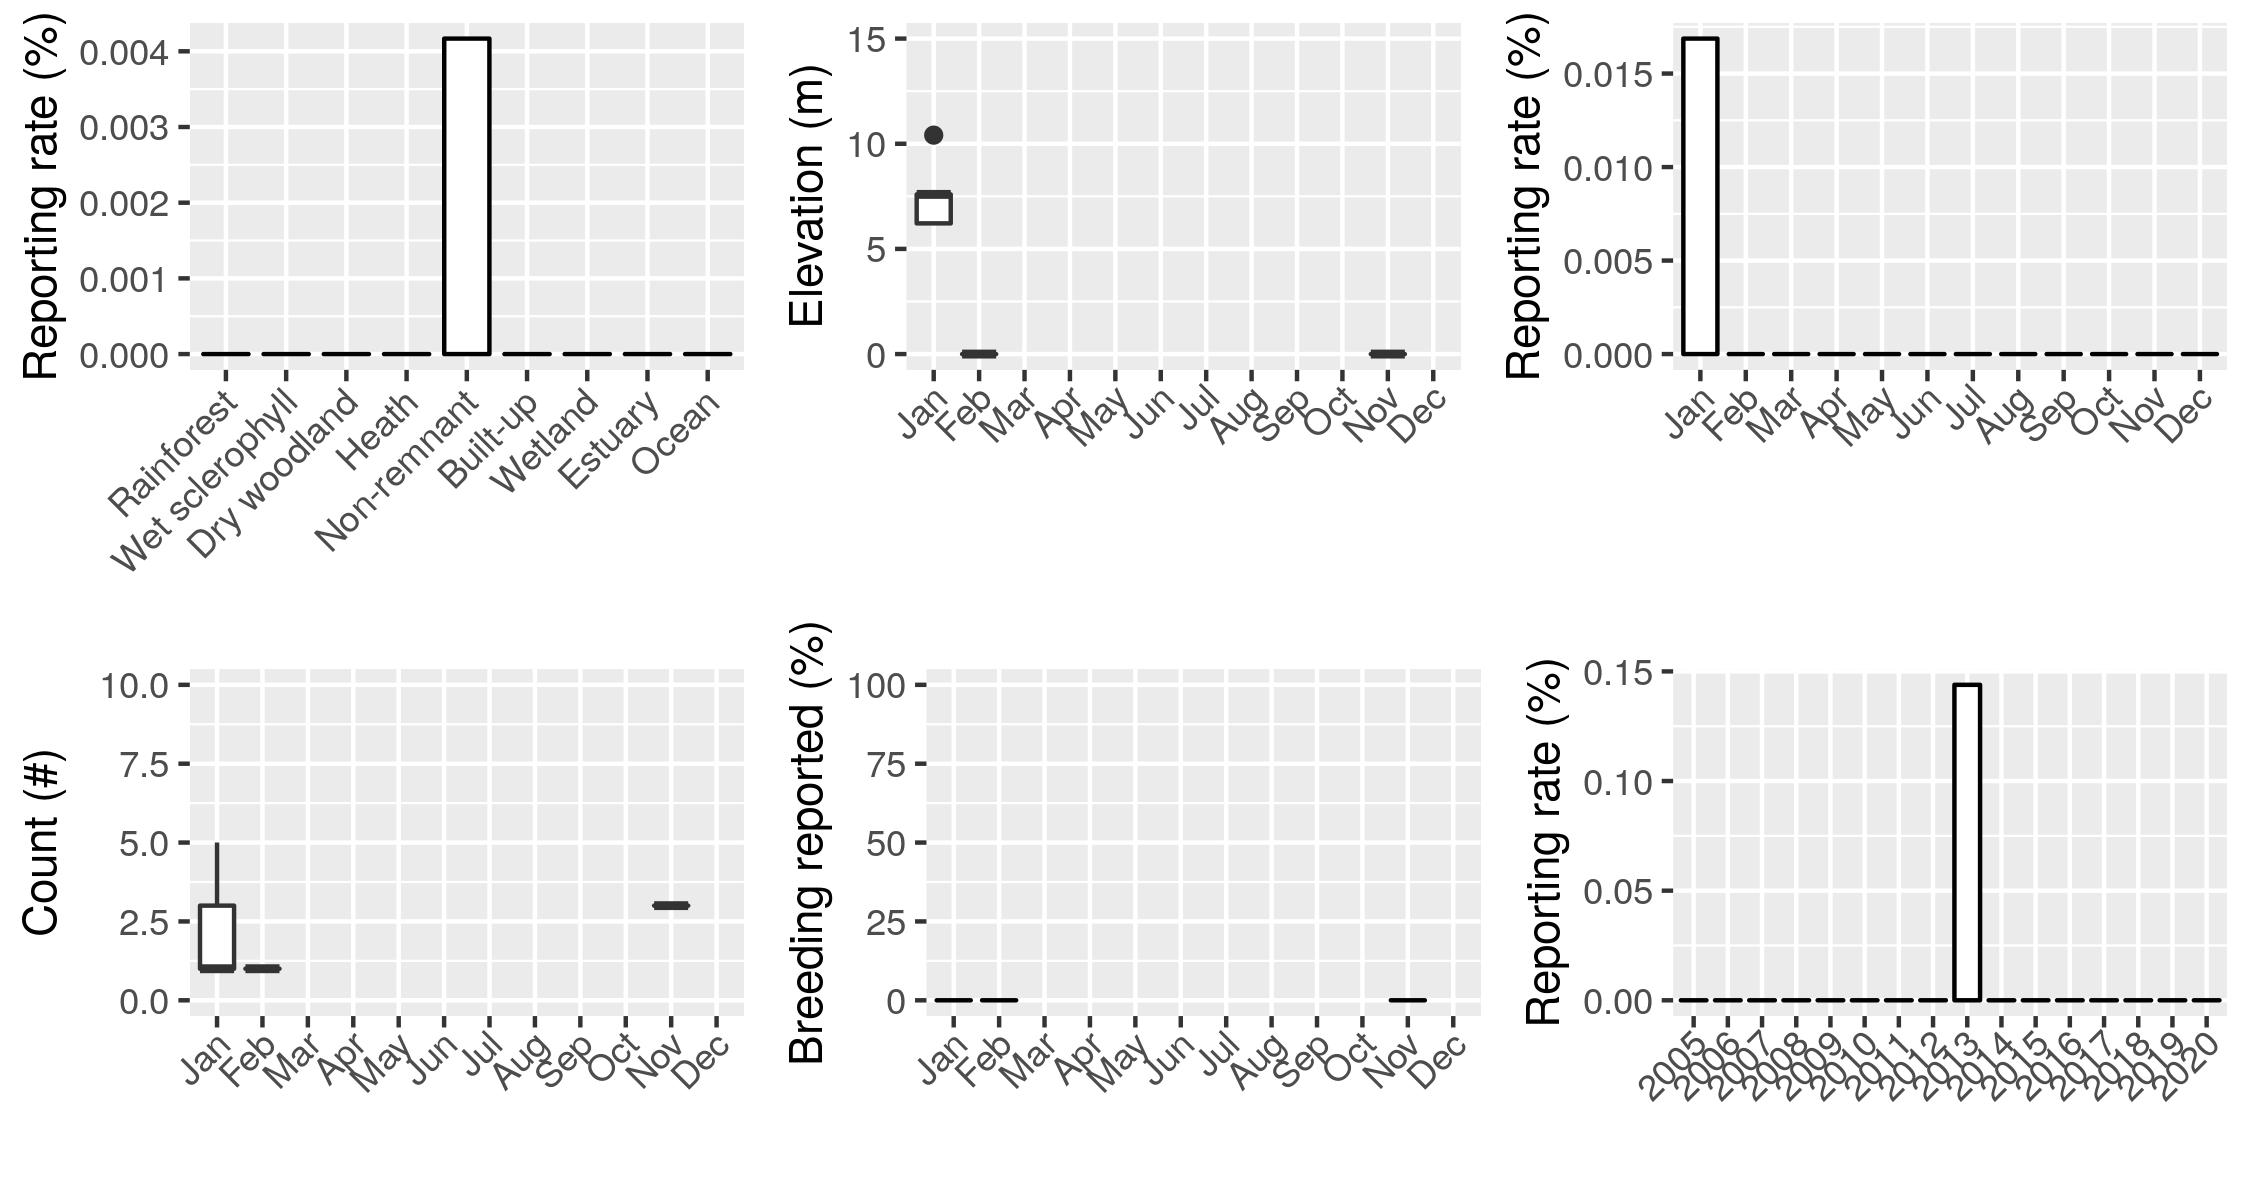 Reporting rate (%)
0.004
0.003
0.002
0.001
0.000
Rainforest
Wet sclerophyll
Dry woodland
Heath
Non-remnant
Built-up
Wetland
Estuary
Ocean
Elevation (m)
15
10
5
0
Jan
Feb
Mar
Apr
May
Jun
Jul
Aug
Sep
Oct
Nov
Dec
Reporting rate (%)
0.015
0.010
0.005
0.000
Jan
Feb
Mar
Apr
May
Jun
Jul
Aug
Sep
Oct
Nov
Dec
Count (#)
10.0
7.5
5.0
2.5
0.0
Jan
Feb
Mar
Apr
May
Jun
Jul
Aug
Sep
Oct
Nov
Dec
Breeding reported (%)
100
75
50
25
0
Jan
Feb
Mar
Apr
May
Jun
Jul
Aug
Sep
Oct
Nov
Dec
Reporting rate (%)
0.15
0.10
0.05
0.00
2005
2006
2007
2008
2009
2010
2011
2012
2013
2014
2015
2016
2017
2018
2019
2020